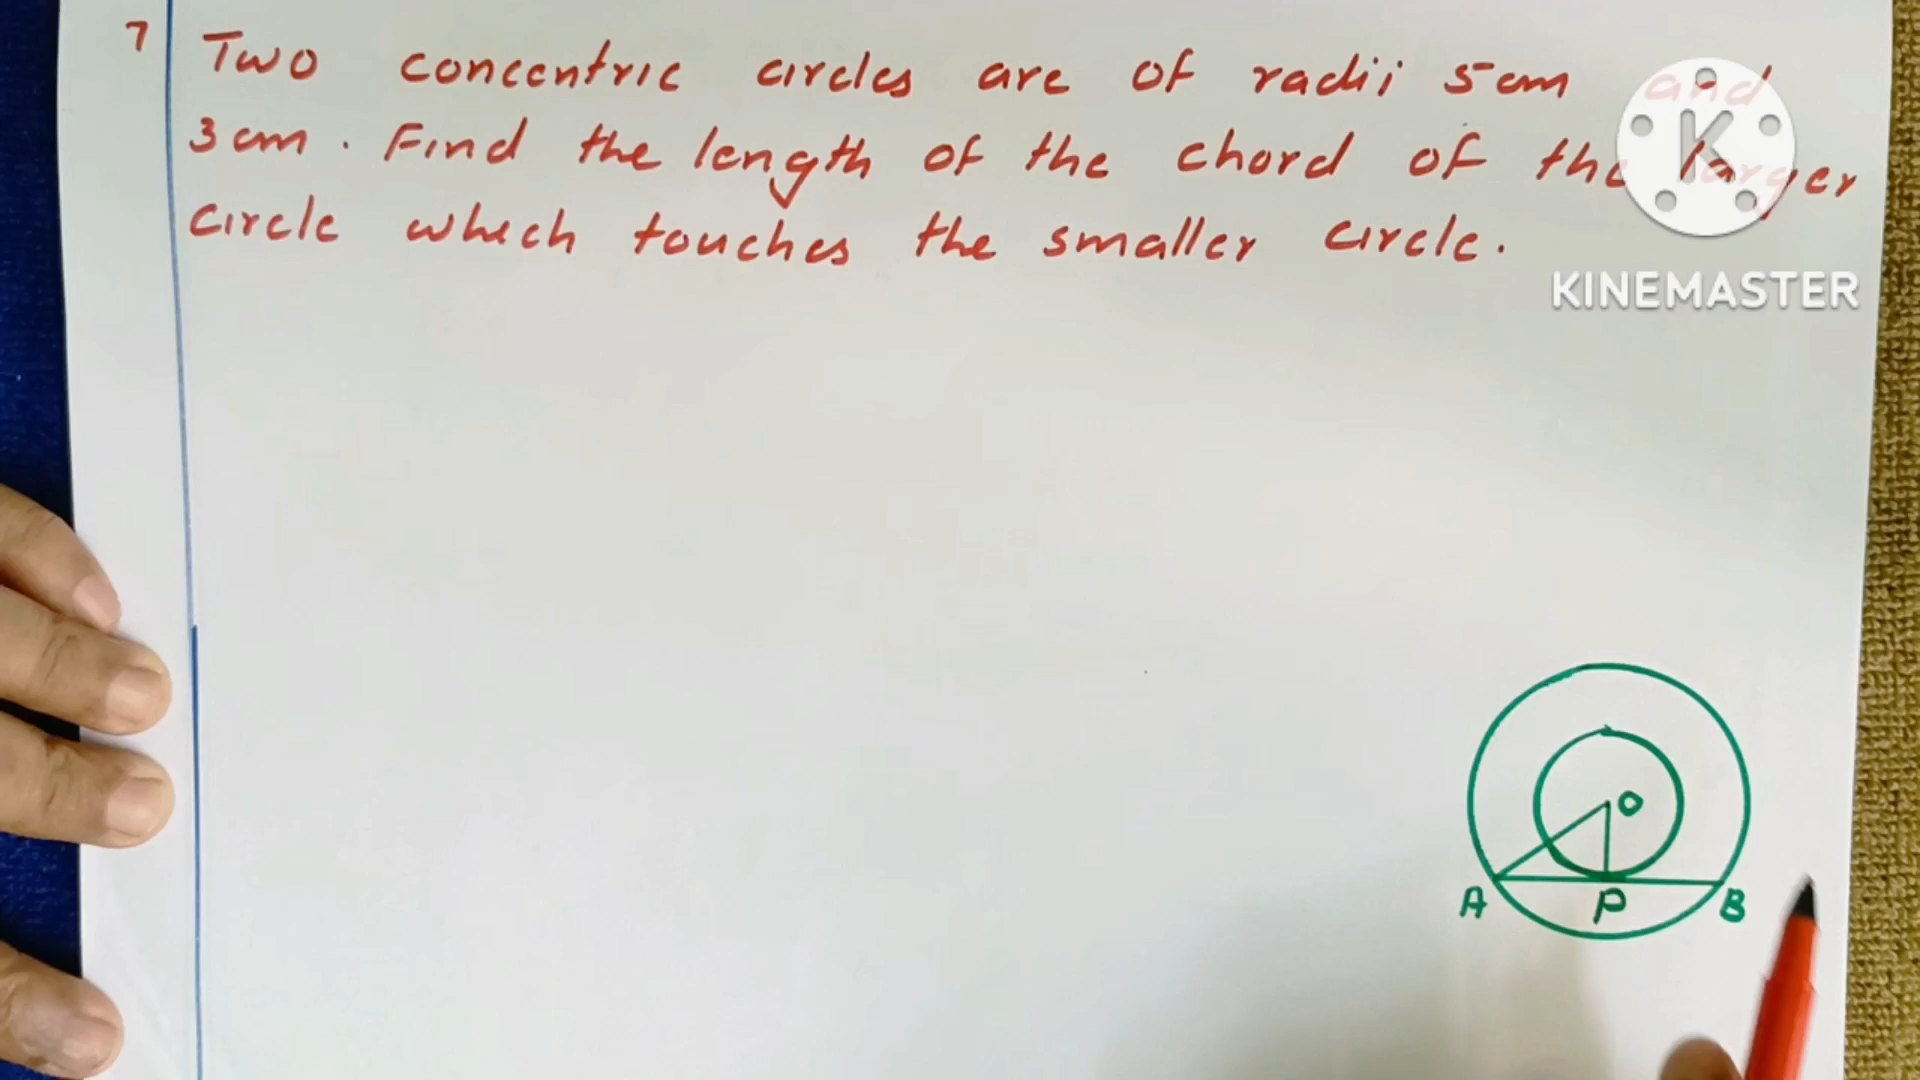 7 Two concentric circles are of radii 5cm and
3cm. Find the length of the chord of the larger
circle which touches the smaller circle.
K
KINEMASTER
O
A P B